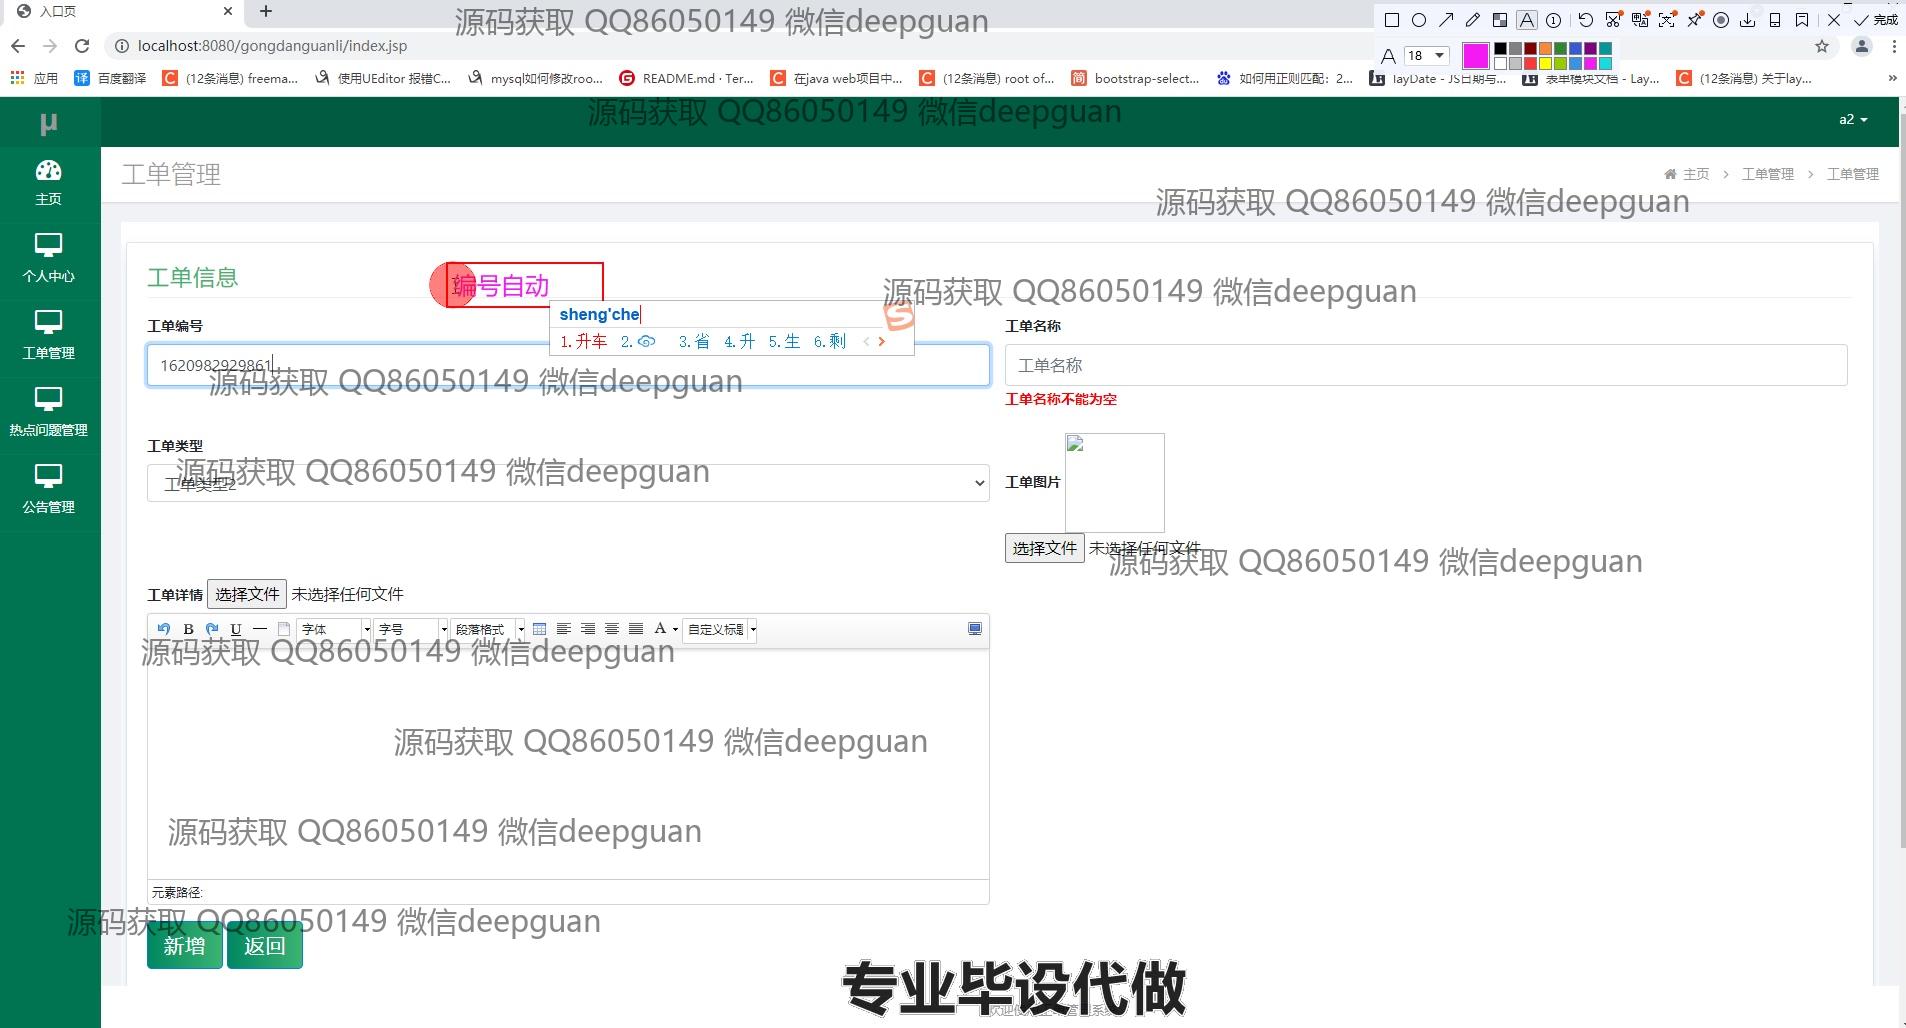 入口页
源码获取 QQ86050149 微信deepguan
完成
localhost:8080/gongdanguanli/index.jsp
A 18
应用 百度翻译 (12条消息) freema... 使用UEditor 报错C... mysql如何修改roo... README.md · Ter... 在java web项目中... (12条消息) root of... bootstrap-select... 如何用正则匹配：2... layDate - JS日期与... 表单模块文档 - Lay... (12条消息) 关于lay...
源码获取 QQ86050149 微信deepguan
μ
a2
主页
工单管理
主页 > 工单管理 > 工单管理
源码获取 QQ86050149 微信deepguan
个人中心
工单信息
编号自动
源码获取 QQ86050149 微信deepguan
sheng'che
1.升车 2. 3.省 4.升 5.生 6.剩
工单编号
工单名称
工单管理
1620982929861
工单名称
源码获取 QQ86050149 微信deepguan
工单名称不能为空
热点问题管理
工单类型
源码获取 QQ86050149 微信deepguan
工单类型2
工单图片
公告管理
选择文件 未选择任何文件
源码获取 QQ86050149 微信deepguan
工单详情 选择文件 未选择任何文件
B U 字体 字号 段落格式 A 自定义标题
源码获取 QQ86050149 微信deepguan
源码获取 QQ86050149 微信deepguan
源码获取 QQ86050149 微信deepguan
元素路径:
源码获取 QQ86050149 微信deepguan
新增 返回
专业毕设代做